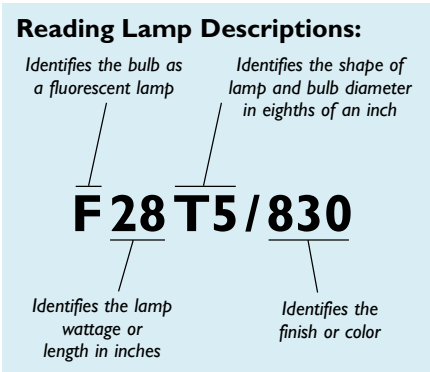 Reading Lamp Descriptions:
Identifies the bulb as
a fluorescent lamp
Identifies the shape of
lamp and bulb diameter
in eighths of an inch
F28T5/830
Identifies the lamp
wattage or
length in inches
Identifies the
finish or color